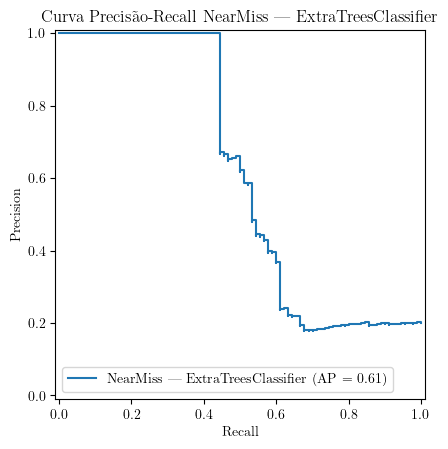 Curva Precisão-Recall NearMiss — ExtraTreesClassifier
1.0
0.8
0.6
0.4
0.2
0.0
Precision
NearMiss — ExtraTreesClassifier (AP = 0.61)
0.0 0.2 0.4 0.6 0.8 1.0
Recall